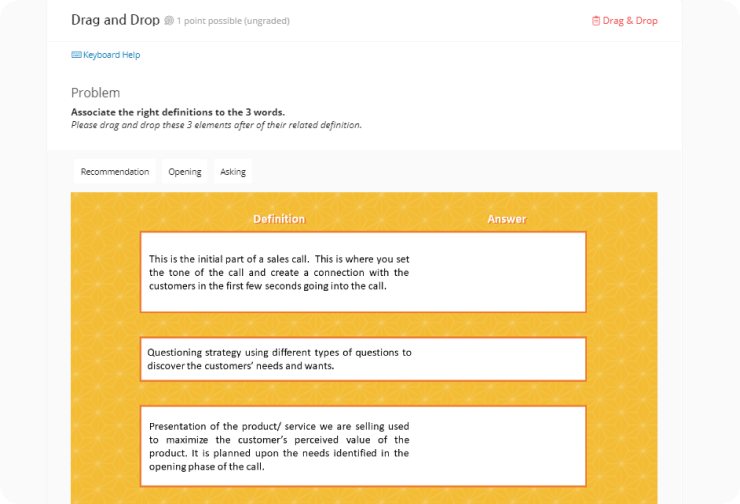 Drag and Drop 1 point possible (ungraded)
Drag & Drop
Keyboard Help
Problem
Associate the right definitions to the 3 words.
Please drag and drop these 3 elements after of their related definition.
Recommendation Opening Asking
Definition Answer
This is the initial part of a sales call. This is where you set
the tone of the call and create a connection with the
customers in the first few seconds going into the call.
Questioning strategy using different types of questions to
discover the customers' needs and wants.
Presentation of the product/ service we are selling used
to maximize the customer's perceived value of the
product. It is planned upon the needs identified in the
opening phase of the call.